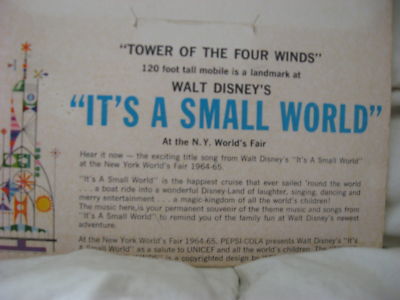 "TOWER OF THE FOUR WINDS"
120 foot tall mobile is a landmark at
WALT DISNEY'S
"IT'S A SMALL WORLD"
At the N.Y. World's Fair
Hear it now — the exciting title song from Walt Disney's "It's A Small World"
at the New York World's Fair 1964-65.
"It's A Small World" is the happiest cruise that ever sailed 'round the world
. . . a boat ride into a wonderful Disney-Land of laughter, singing, dancing and
merry entertainment . . . a magic-kingdom of all the world's children!
The music here, is your permanent souvenir of the theme music and songs from
"It's A Small World" to remind you of the family fun at Walt Disney's newest
adventure.
At the New York World's Fair 1964-65, PEPSI-COLA presents Walt Disney's "It's
A Small World" as a salute to UNICEF and all the world's children. The
is a copyrighted design